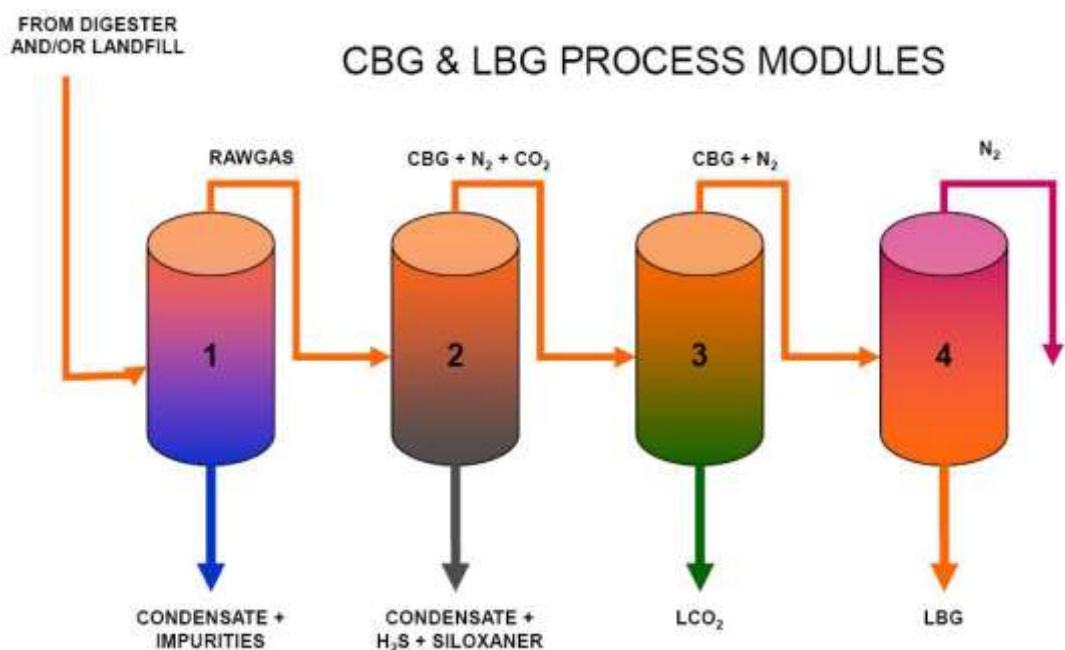 FROM DIGESTER
AND/OR LANDFILL
CBG & LBG PROCESS MODULES
RAWGAS
CBG + N₂ + CO₂
CBG + N₂
N₂
1
2
3
4
CONDENSATE +
IMPURITIES
CONDENSATE +
H₂S + SILOXANER
LCO₂
LBG